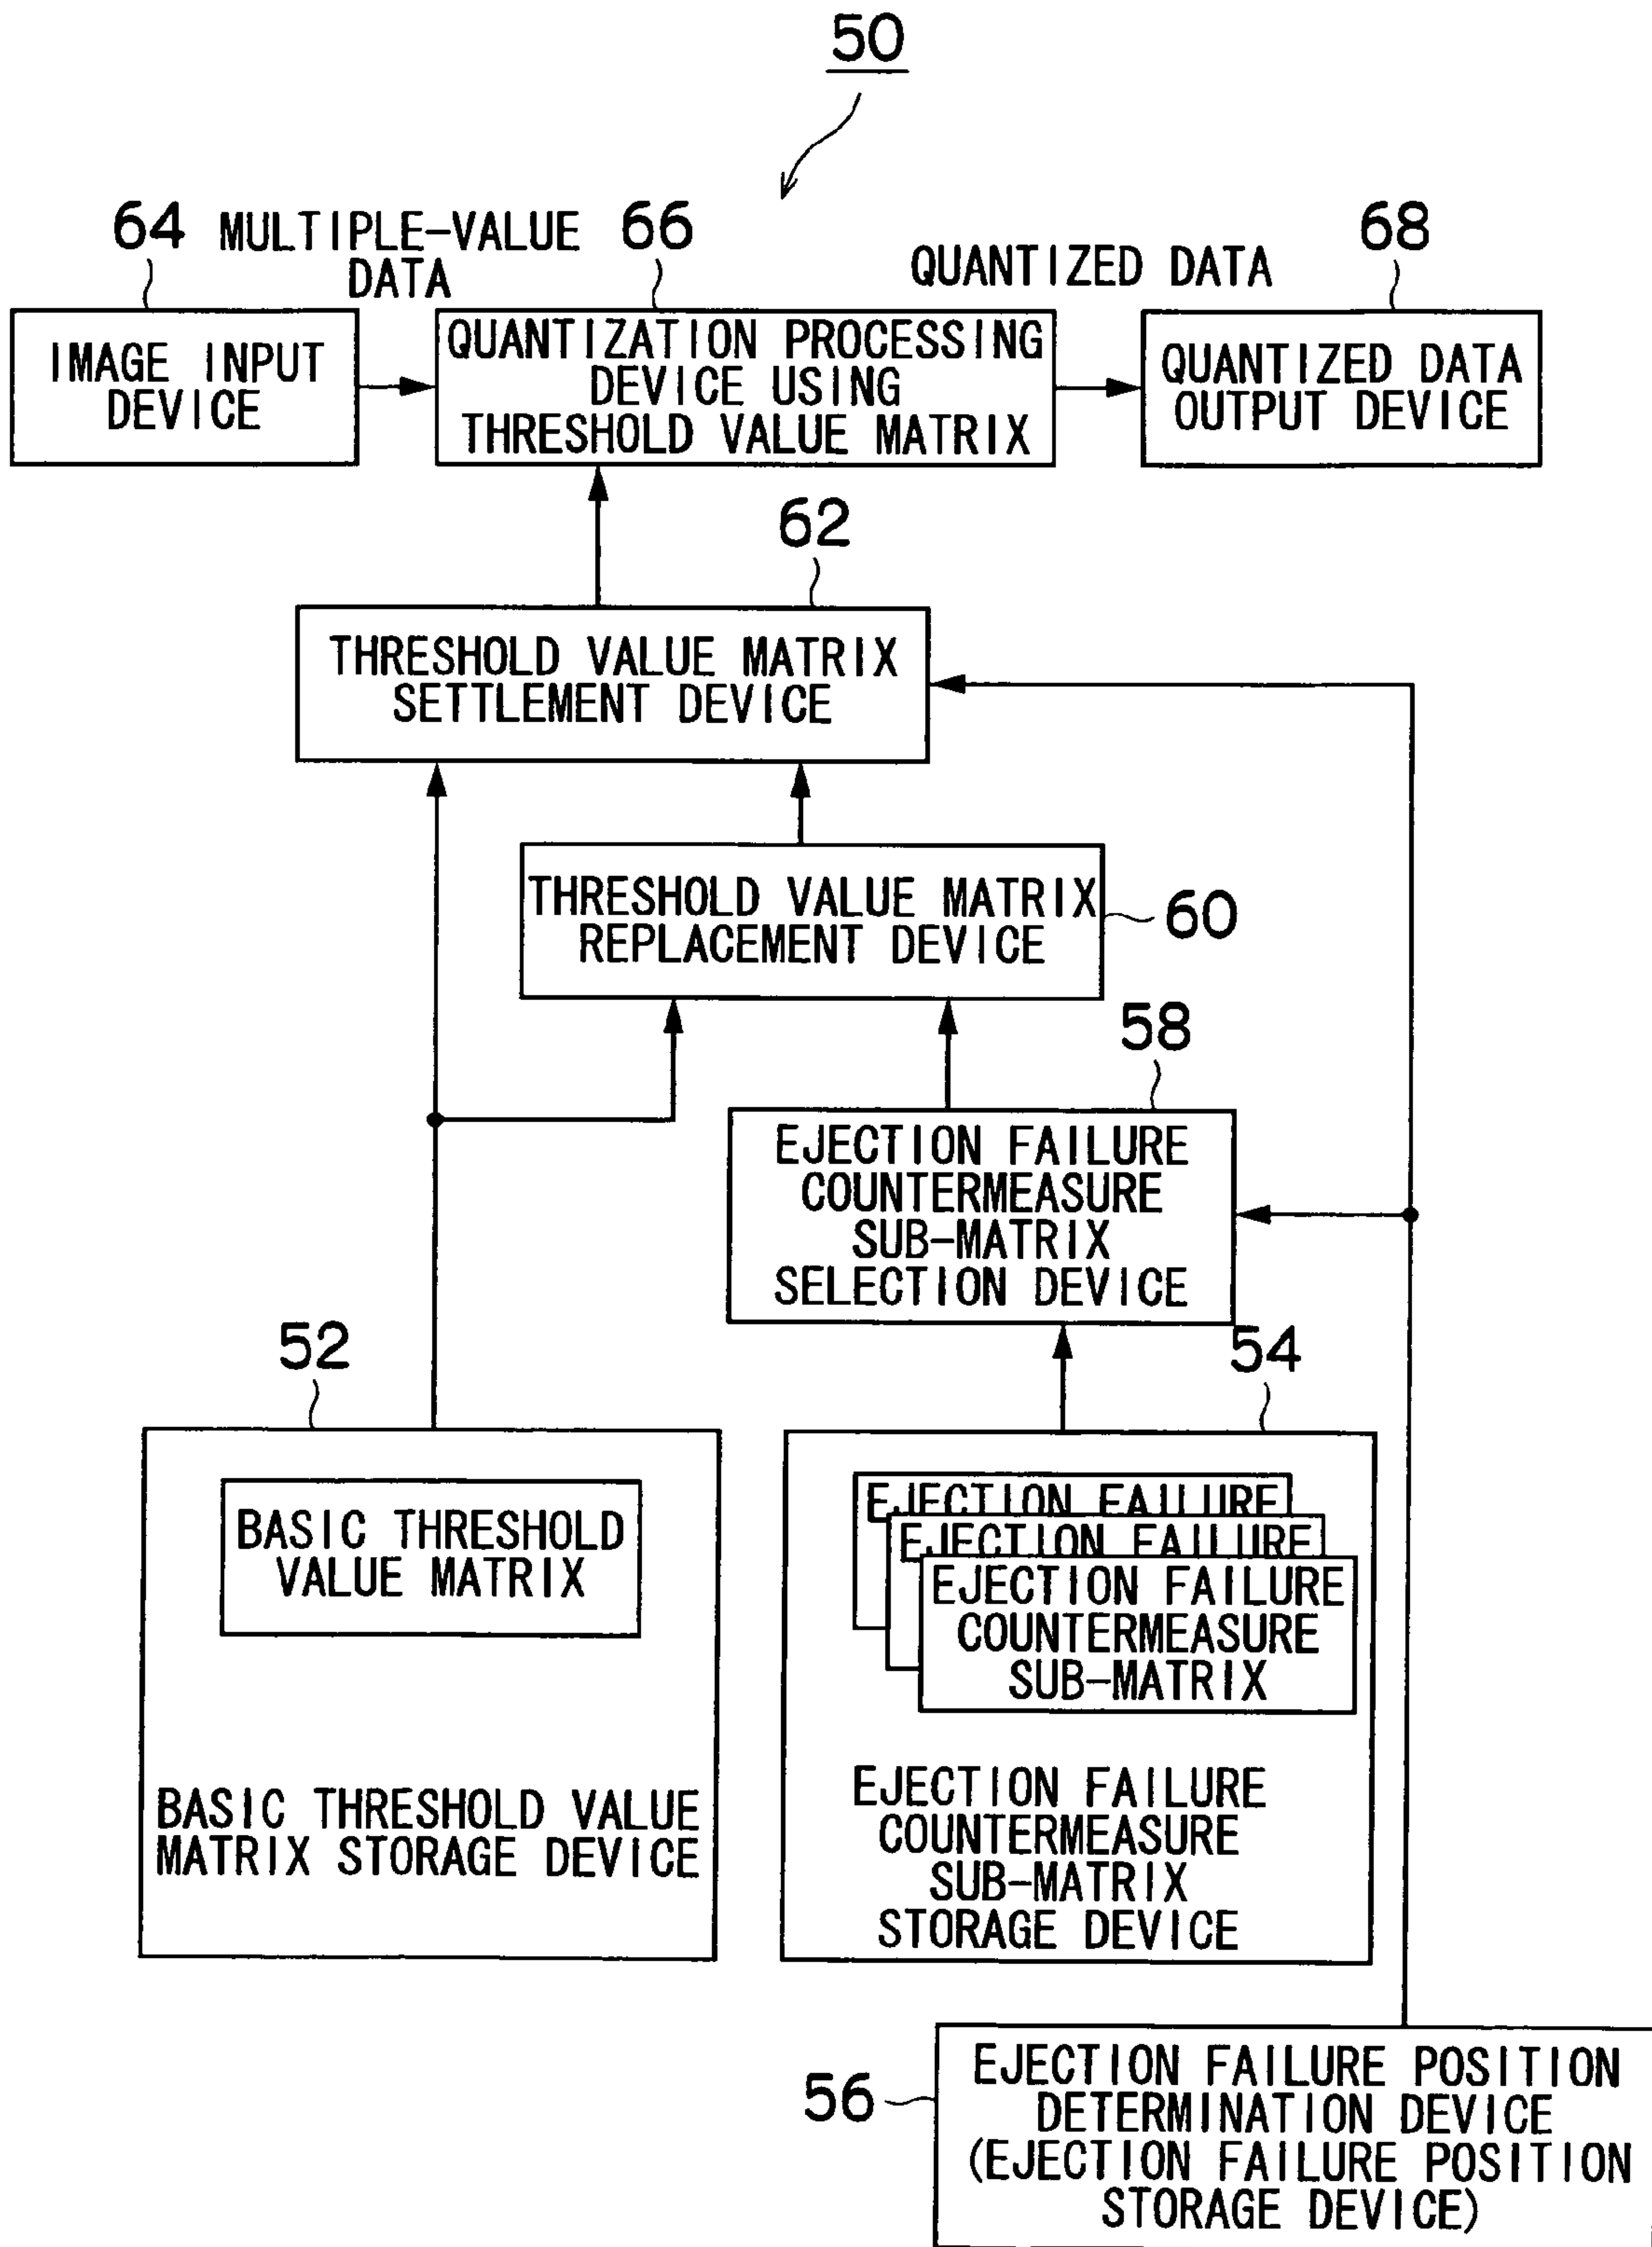 50
64
MULTIPLE-VALUE
DATA
66
QUANTIZED DATA
68
IMAGE INPUT
DEVICE
QUANTIZATION PROCESSING
DEVICE USING
THRESHOLD VALUE MATRIX
QUANTIZED DATA
OUTPUT DEVICE
62
THRESHOLD VALUE MATRIX
SETTLEMENT DEVICE
THRESHOLD VALUE MATRIX
REPLACEMENT DEVICE
60
58
EJECTION FAILURE
COUNTERMEASURE
SUB-MATRIX
SELECTION DEVICE
52
54
BASIC THRESHOLD
VALUE MATRIX
BASIC THRESHOLD VALUE
MATRIX STORAGE DEVICE
EJECTION FAILURE
EJECTION FAILURE
EJECTION FAILURE
COUNTERMEASURE
SUB-MATRIX
EJECTION FAILURE
COUNTERMEASURE
SUB-MATRIX
STORAGE DEVICE
56
EJECTION FAILURE POSITION
DETERMINATION DEVICE
(EJECTION FAILURE POSITION
STORAGE DEVICE)